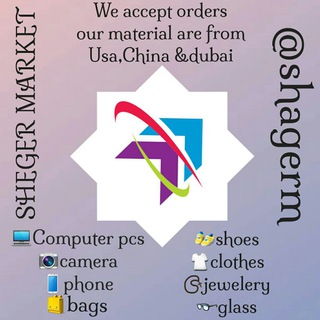 We accept orders
our material are from
Usa,China &dubai
SHEGER MARKET
@shagerm
Computer pcs
camera
phone
bags
shoes
clothes
jewelery
glass